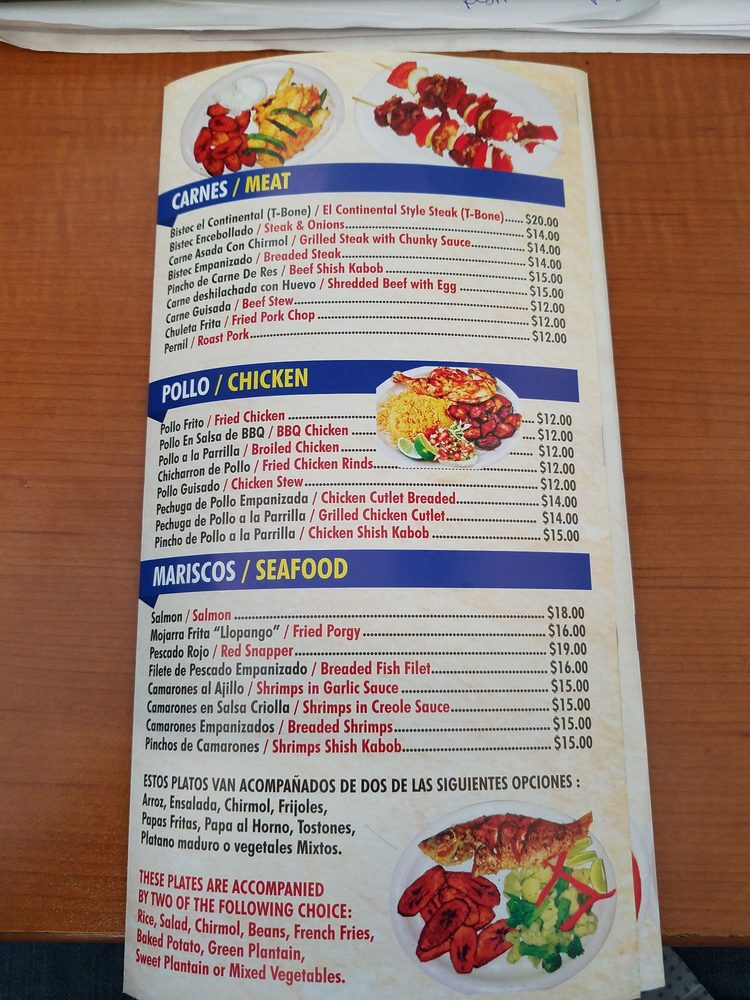 CARNES / MEAT
Bistec el Continental (T-Bone) / El Continental Style Steak (T-Bone)..... $20.00
Bistec Encebollado / Steak & Onions..... $14.00
Carne Asada Con Chirmol / Grilled Steak with Chunky Sauce..... $14.00
Bistec Empanizado / Breaded Steak..... $14.00
Pincho de Carne De Res / Beef Shish Kabob ..... $15.00
Carne deshilachada con Huevo / Shredded Beef with Egg ..... $15.00
Carne Guisada / Beef Stew..... $12.00
Chuleta Frita / Fried Pork Chop ..... $12.00
Pernil / Roast Pork..... $12.00
POLLO / CHICKEN
Pollo Frito / Fried Chicken ..... $12.00
Pollo En Salsa de BBQ / BBQ Chicken ..... $12.00
Pollo a la Parrilla / Broiled Chicken ..... $12.00
Chicharron de Pollo / Fried Chicken Rinds..... $12.00
Pollo Guisado / Chicken Stew..... $12.00
Pechuga de Pollo Empanizada / Chicken Cutlet Breaded..... $14.00
Pechuga de Pollo a la Parrilla / Grilled Chicken Cutlet..... $14.00
Pincho de Pollo a la Parrilla / Chicken Shish Kabob ..... $15.00
MARISCOS / SEAFOOD
Salmon / Salmon ..... $18.00
Mojarra Frita "Llopango" / Fried Porgy..... $16.00
Pescado Rojo / Red Snapper..... $19.00
Filete de Pescado Empanizado / Breaded Fish Filet..... $16.00
Camarones al Ajillo / Shrimps in Garlic Sauce ..... $15.00
Camarones en Salsa Criolla / Shrimps in Creole Sauce..... $15.00
Camarones Empanizados / Breaded Shrimps..... $15.00
Pinchos de Camarones / Shrimps Shish Kabob..... $15.00
ESTOS PLATOS VAN ACOMPAÑADOS DE DOS DE LAS SIGUIENTES OPCIONES :
Arroz, Ensalada, Chirmol, Frijoles,
Papas Fritas, Papa al Horno, Tostones,
Platano maduro o vegetales Mixtos.
THESE PLATES ARE ACCOMPANIED
BY TWO OF THE FOLLOWING CHOICE:
Rice, Salad, Chirmol, Beans, French Fries,
Baked Potato, Green Plantain,
Sweet Plantain or Mixed Vegetables.